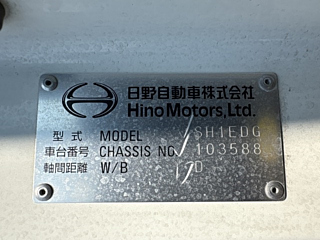 日野自動車株式会社
Hino Motors, Ltd.
型式 MODEL SH1EDG
車台番号 CHASSIS NO. 103588
軸間距離 W/B